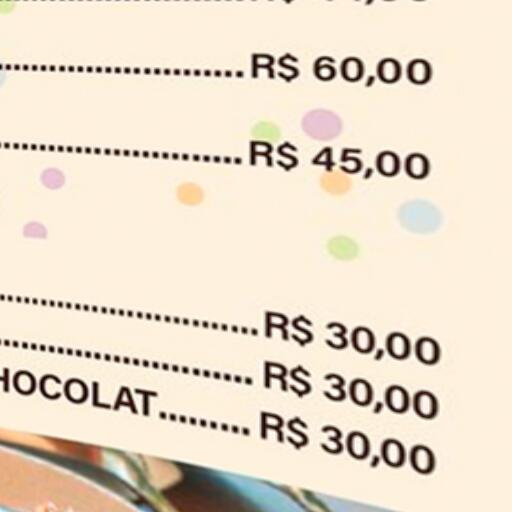 R$ 60,00
R$ 45,00
R$ 30,00
R$ 30,00
HOCOLAT......... R$ 30,00